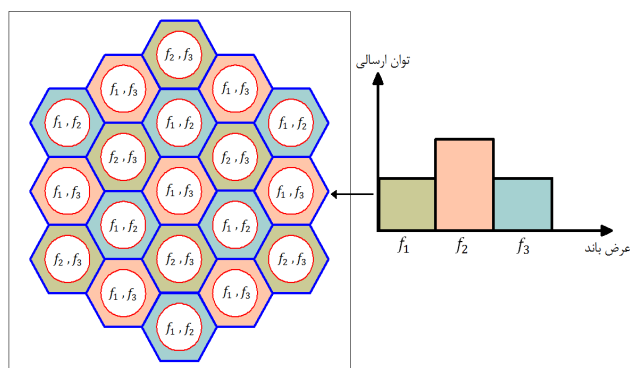 f₂ , f₃
f₁ , f₃
f₁ , f₃
f₁ , f₂
f₁ , f₂
f₁ , f₂
f₂ , f₃
f₂ , f₃
f₁ , f₃
f₁ , f₃
f₁ , f₃
f₁ , f₂
f₁ , f₂
f₂ , f₃
f₂ , f₃
f₂ , f₃
f₁ , f₃
f₁ , f₃
f₁ , f₂
توان ارسالی
f₁ f₂ f₃
عرض باند